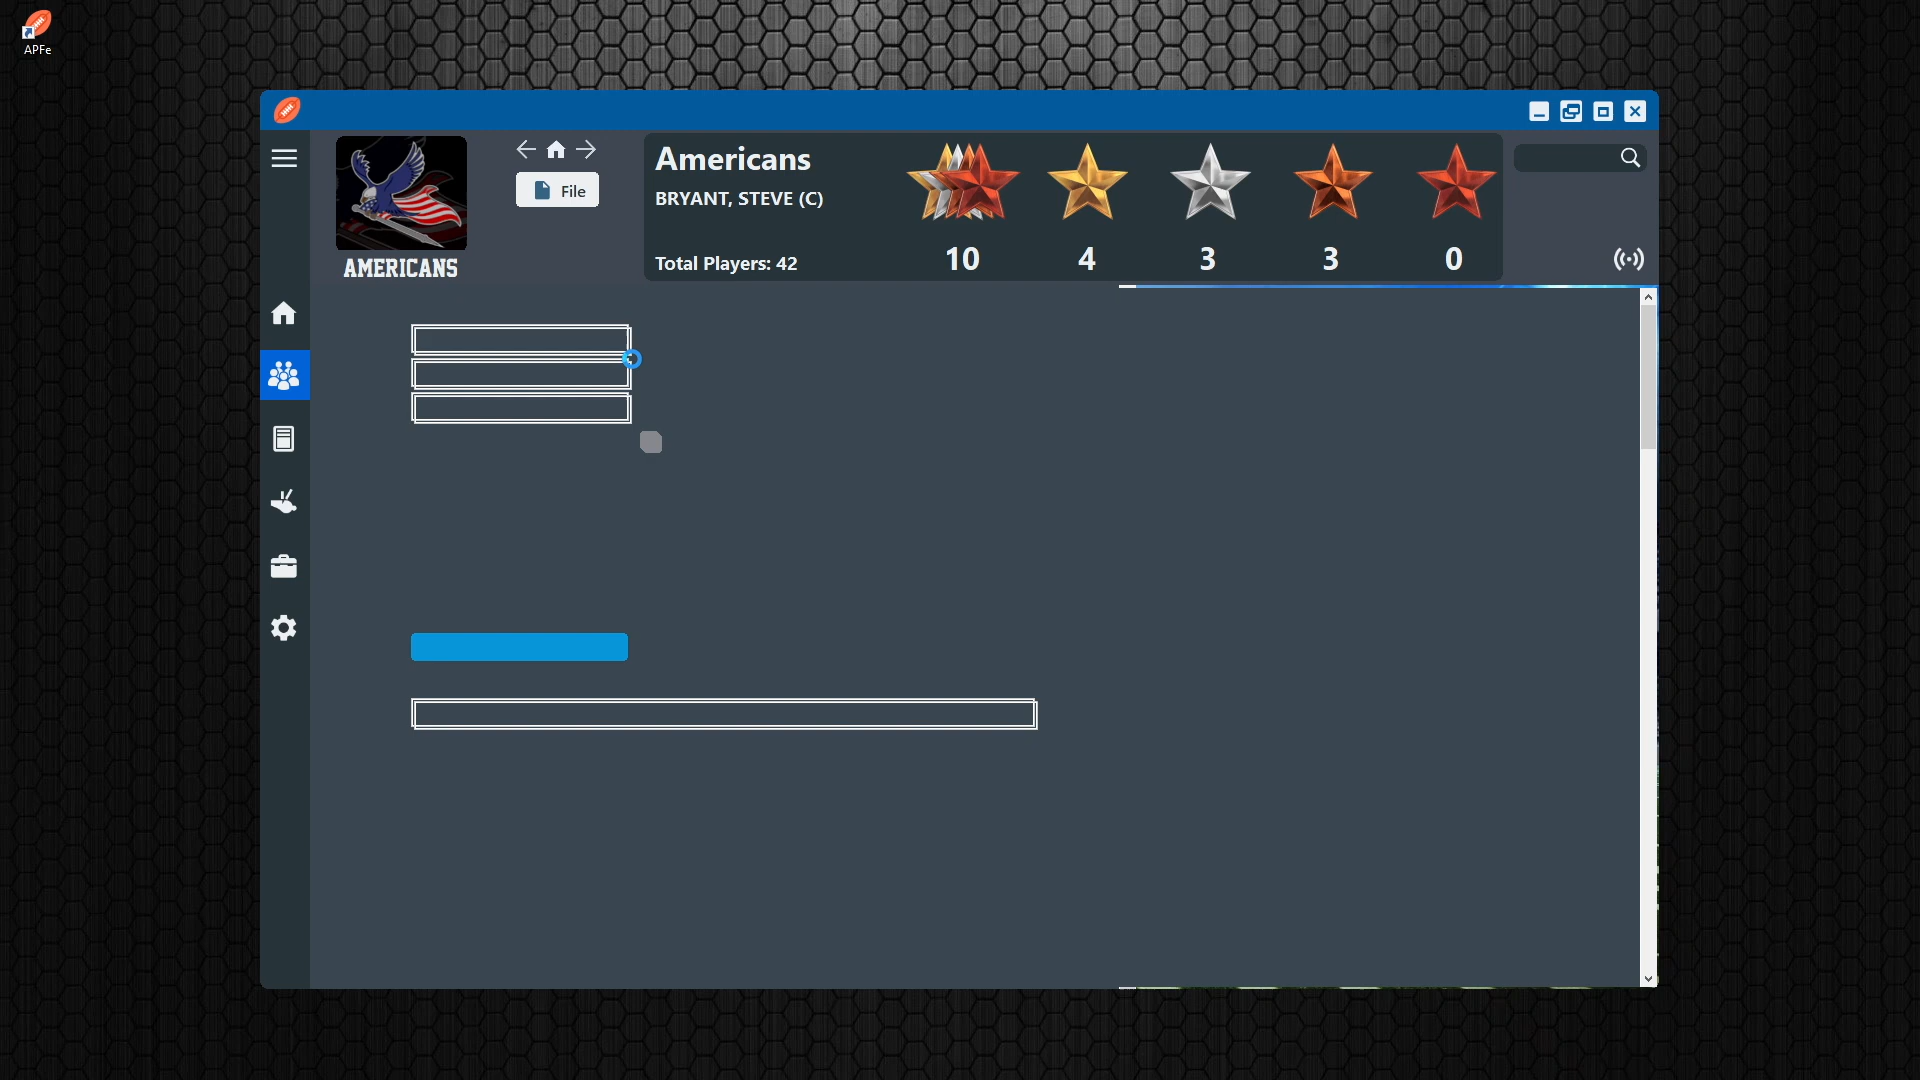 APFe
File
Americans
BRYANT, STEVE (C)
Total Players: 42
10
4
3
3
0
AMERICANS